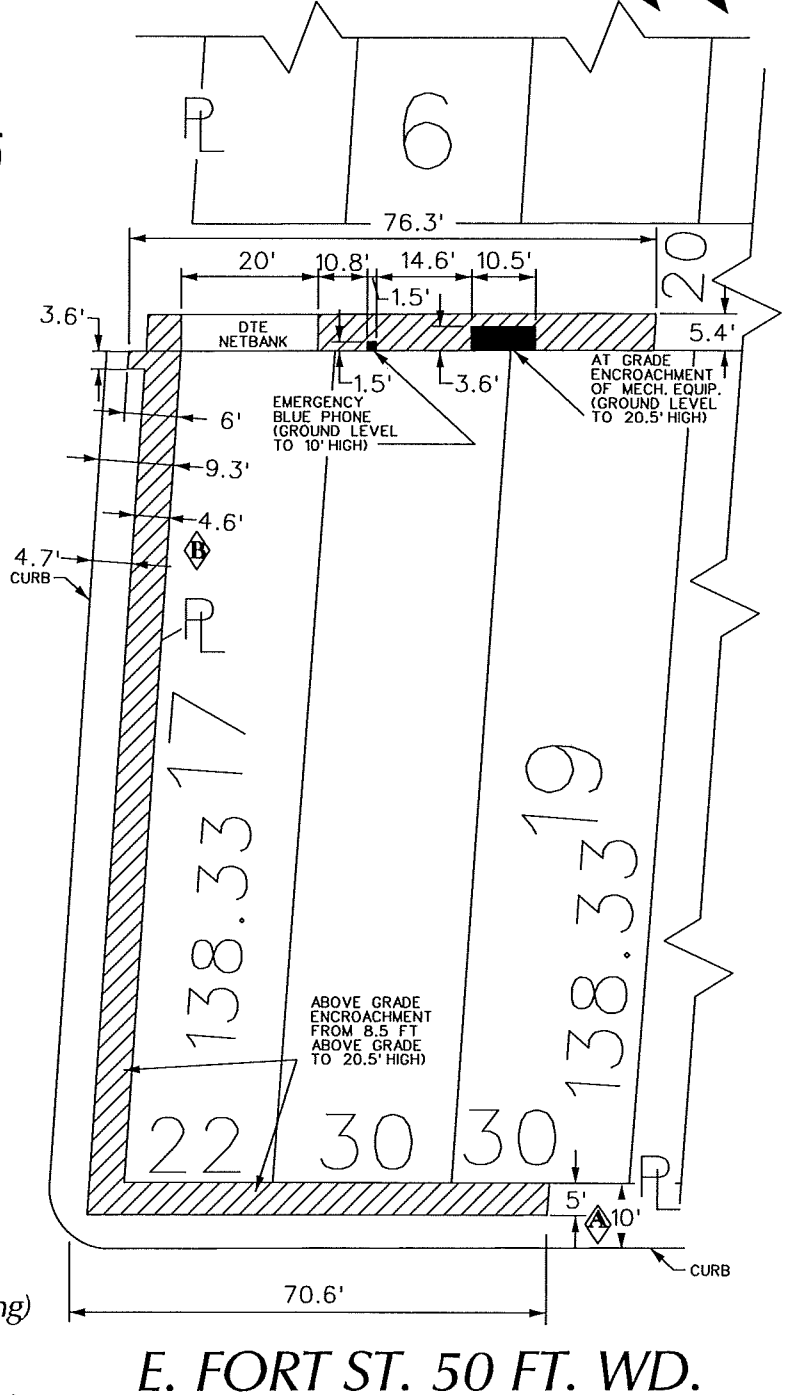 PL
6
76.3'
20
20'
10.8'
14.6'
10.5'
1.5'
3.6'
DTE
NETBANK
5.4'
1.5'
3.6'
AT GRADE
ENCROACHMENT
OF MECH. EQUIP.
(GROUND LEVEL
TO 20.5' HIGH)
EMERGENCY
BLUE PHONE
(GROUND LEVEL
TO 10' HIGH)
6'
9.3'
4.6'
B
4.7'
CURB
PL
17
19
138.33
138.33
ABOVE GRADE
ENCROACHMENT
FROM 8.5 FT
ABOVE GRADE
TO 20.5' HIGH)
22
30
30
PL
5'
A
10'
CURB
70.6'
ng)
E. FORT ST. 50 FT. WD.